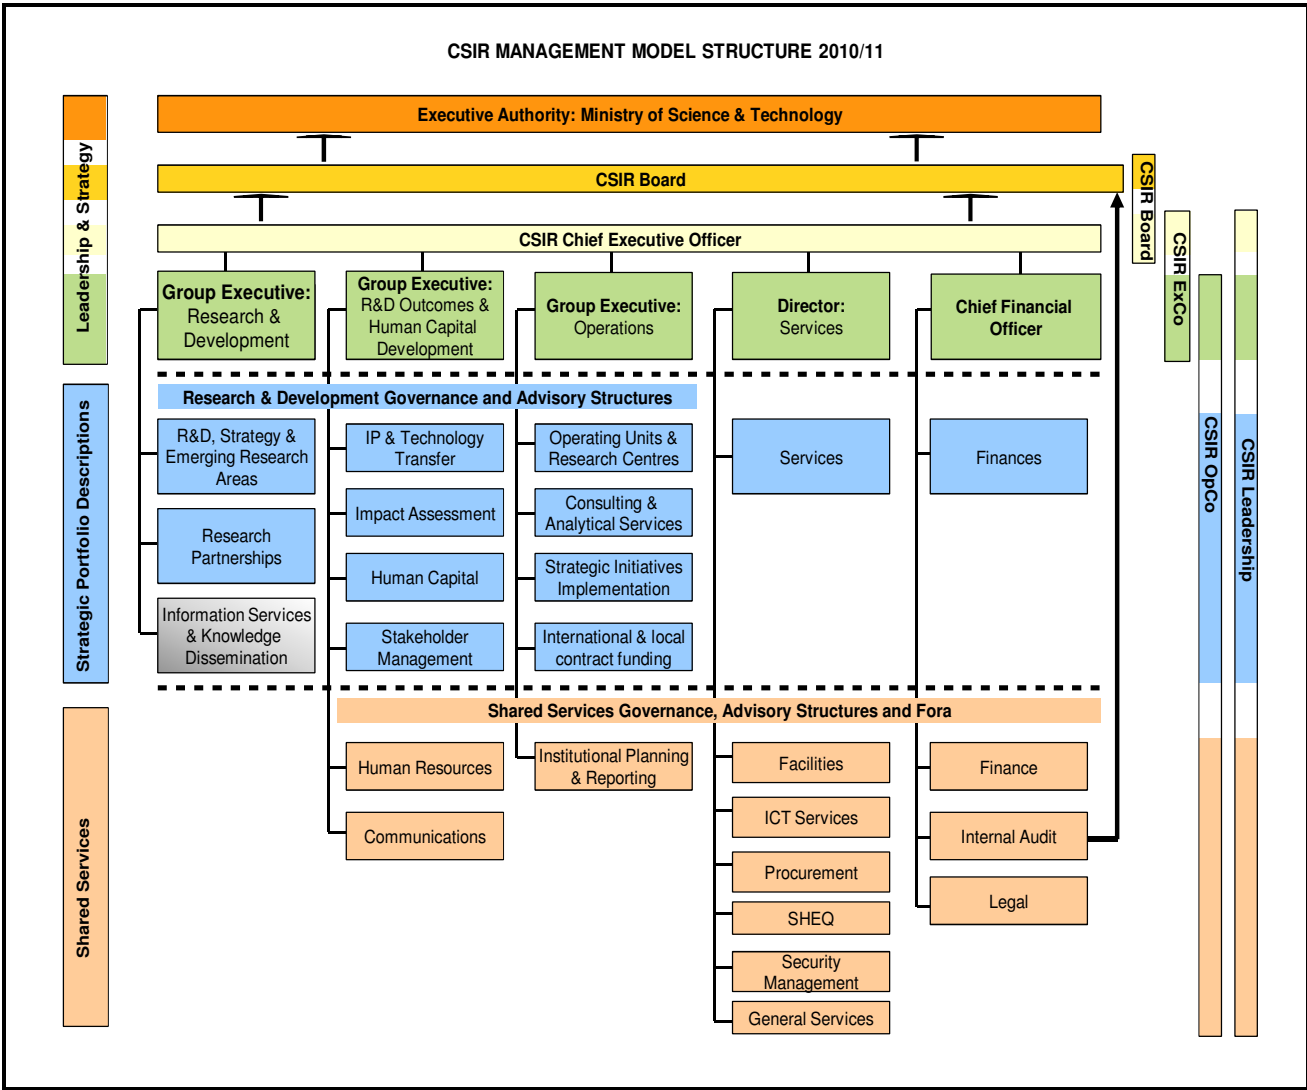 CSIR MANAGEMENT MODEL STRUCTURE 2010/11
Executive Authority: Ministry of Science & Technology
CSIR Board
CSIR Chief Executive Officer
Leadership & Strategy
Group Executive:
Research &
Development
Group Executive:
R&D Outcomes &
Human Capital
Development
Group Executive:
Operations
Director:
Services
Chief Financial
Officer
CSIR Board
CSIR ExCo
CSIR OpCo
CSIR Leadership
Strategic Portfolio Descriptions
Research & Development Governance and Advisory Structures
R&D, Strategy &
Emerging Research
Areas
Research
Partnerships
Information Services
& Knowledge
Dissemination
IP & Technology
Transfer
Impact Assessment
Human Capital
Stakeholder
Management
Operating Units &
Research Centres
Consulting &
Analytical Services
Strategic Initiatives
Implementation
International & local
contract funding
Services
Finances
Shared Services
Shared Services Governance, Advisory Structures and Fora
Human Resources
Communications
Institutional Planning
& Reporting
Facilities
ICT Services
Procurement
SHEQ
Security
Management
General Services
Finance
Internal Audit
Legal